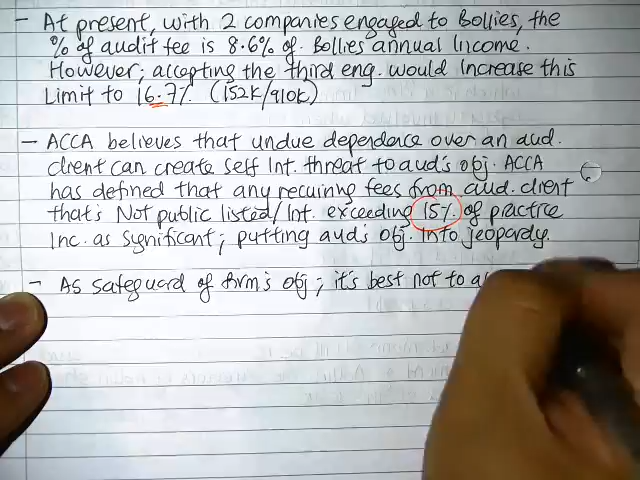 - At present, with 2 companies engaged to Bollies, the
% of audit fee is 8.6% of Bollies annual Income.
However; accepting the third eng. would increase this
Limit to 16.7%. (152K/910K)
- ACCA believes that undue dependence over an aud.
client can create self Int. threat to aud's obj. ACCA
has defined that any recuring fees from aud. client
that's Not public listed/Int. exceeding 15% of practice
Inc. as significant; putting aud's obj. Into jeopardy.
- As safeguard of firm's obj; it's best not to